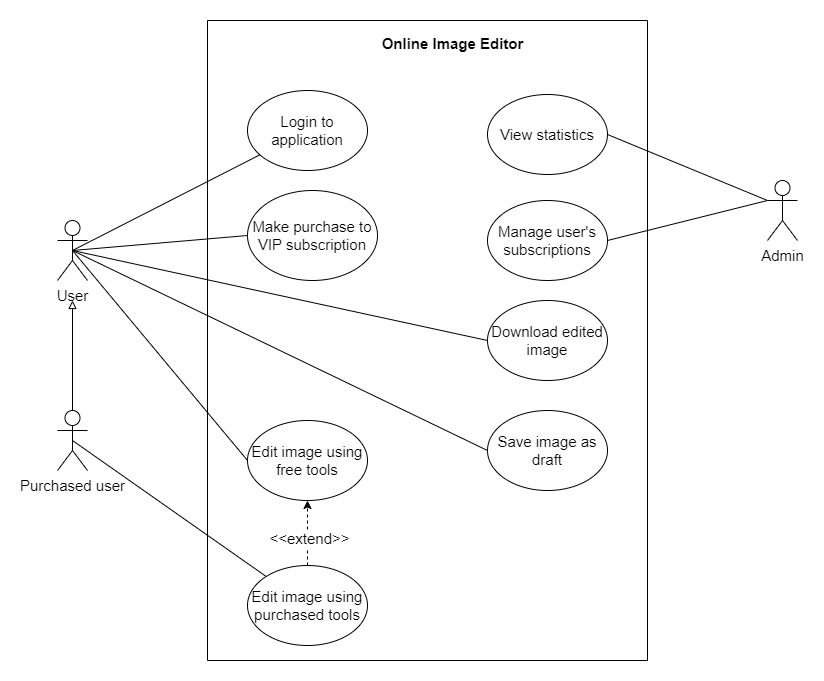 Online Image Editor
Login to
application
View statistics
Make purchase to
VIP subscription
Manage user's
subscriptions
User
Admin
Download edited
image
Edit image using
free tools
Save image as
draft
Purchased user
<<extend>>
Edit image using
purchased tools